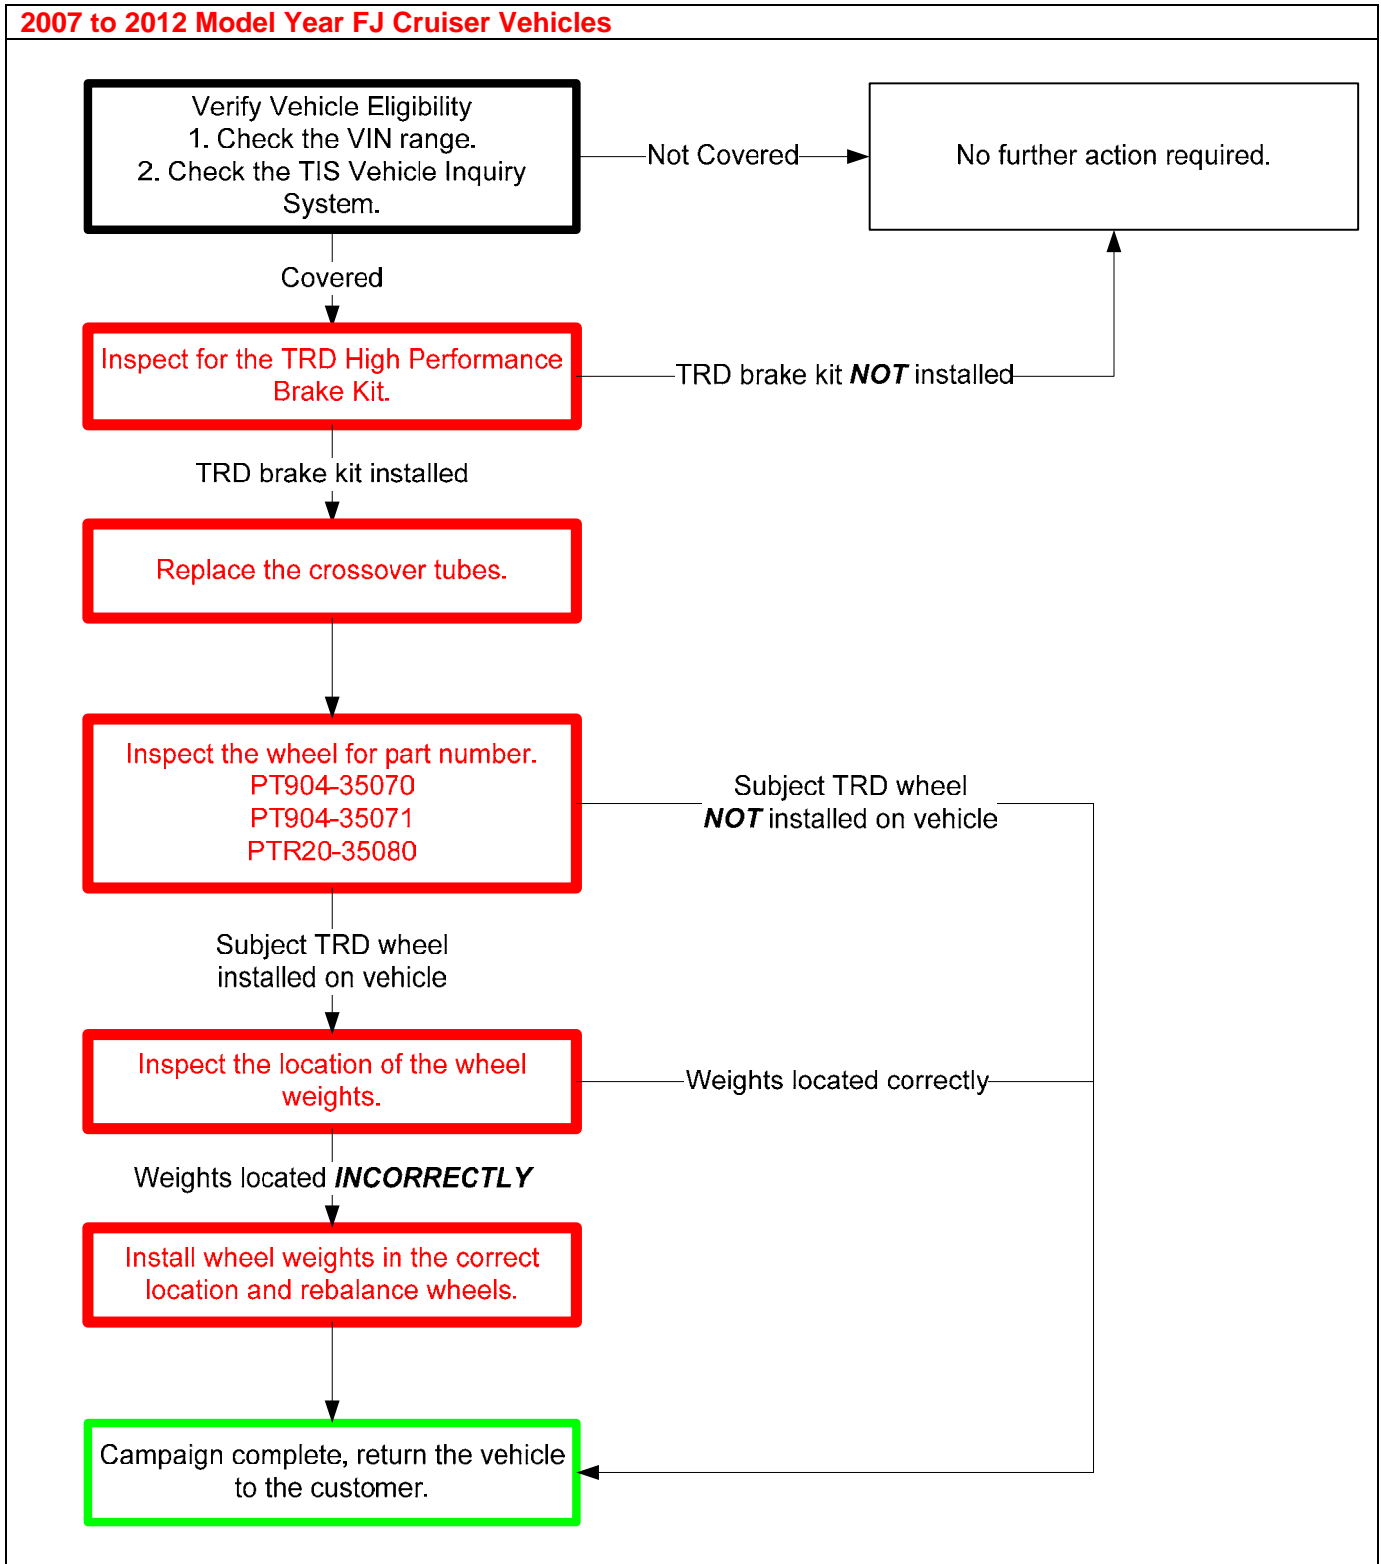 2007 to 2012 Model Year FJ Cruiser Vehicles
Verify Vehicle Eligibility
1. Check the VIN range.
2. Check the TIS Vehicle Inquiry
System.
Not Covered
No further action required.
Covered
Inspect for the TRD High Performance
Brake Kit.
TRD brake kit NOT installed
TRD brake kit installed
Replace the crossover tubes.
Inspect the wheel for part number.
PT904-35070
PT904-35071
PTR20-35080
Subject TRD wheel
NOT installed on vehicle
Subject TRD wheel
installed on vehicle
Inspect the location of the wheel
weights.
Weights located correctly
Weights located INCORRECTLY
Install wheel weights in the correct
location and rebalance wheels.
Campaign complete, return the vehicle
to the customer.